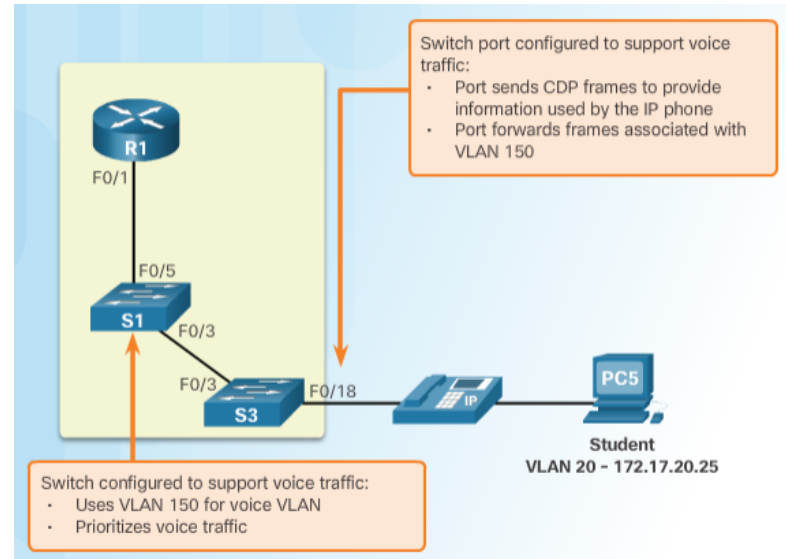 Switch port configured to support voice
traffic:
• Port sends CDP frames to provide
information used by the IP phone
• Port forwards frames associated with
VLAN 150
R1
F0/1
F0/5
S1
F0/3
F0/3
F0/18
S3
IP
PC5
Student
VLAN 20 - 172.17.20.25
Switch configured to support voice traffic:
• Uses VLAN 150 for voice VLAN
• Prioritizes voice traffic